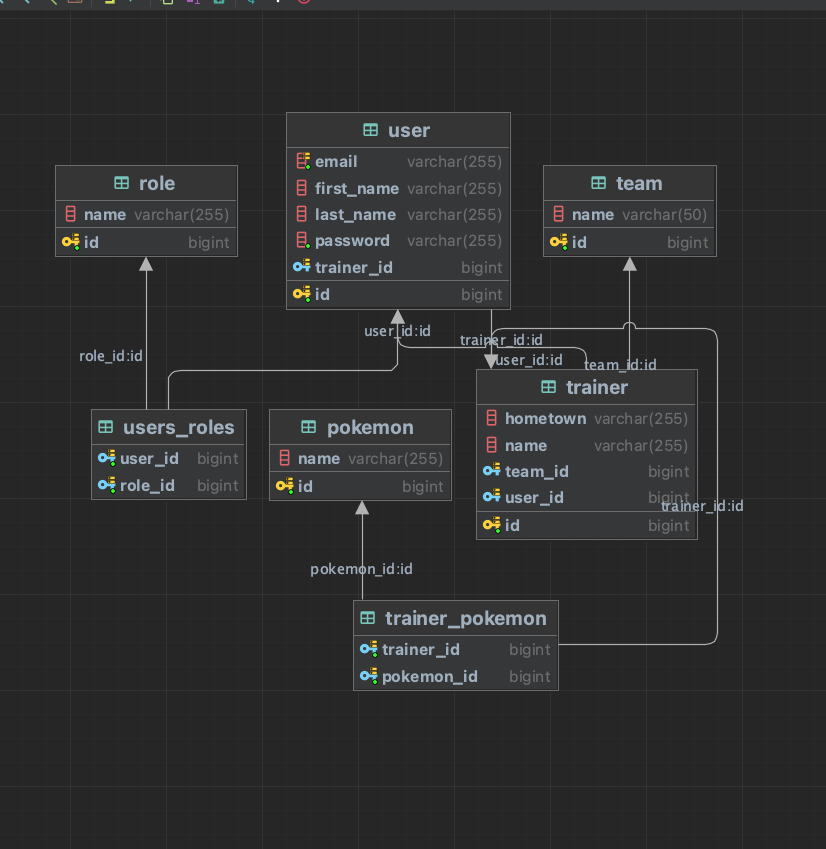 user
email varchar(255)
first_name varchar(255)
last_name varchar(255)
password varchar(255)
trainer_id bigint
id bigint
role
name varchar(255)
id bigint
team
name varchar(50)
id bigint
user_id:id
trainer_id:id
role_id:id
user_id:id
team_id:id
trainer
hometown varchar(255)
name varchar(255)
team_id bigint
user_id bigint
id bigint
trainer_id:id
users_roles
user_id bigint
role_id bigint
pokemon
name varchar(255)
id bigint
pokemon_id:id
trainer_pokemon
trainer_id bigint
pokemon_id bigint